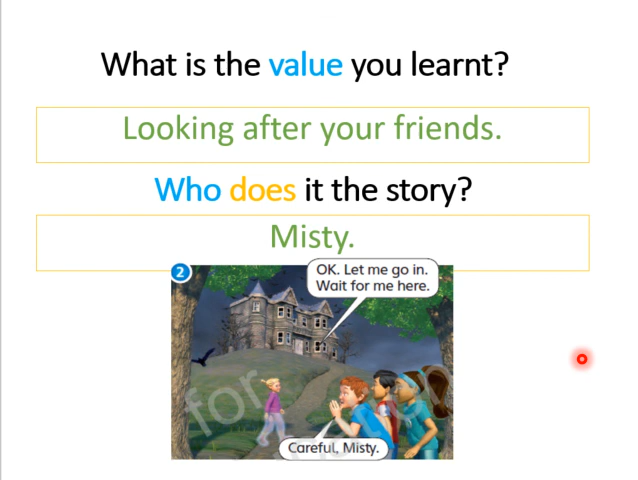 What is the value you learnt?
Looking after your friends.
Who does it the story?
Misty.
2
OK. Let me go in.
Wait for me here.
for
Careful, Misty.